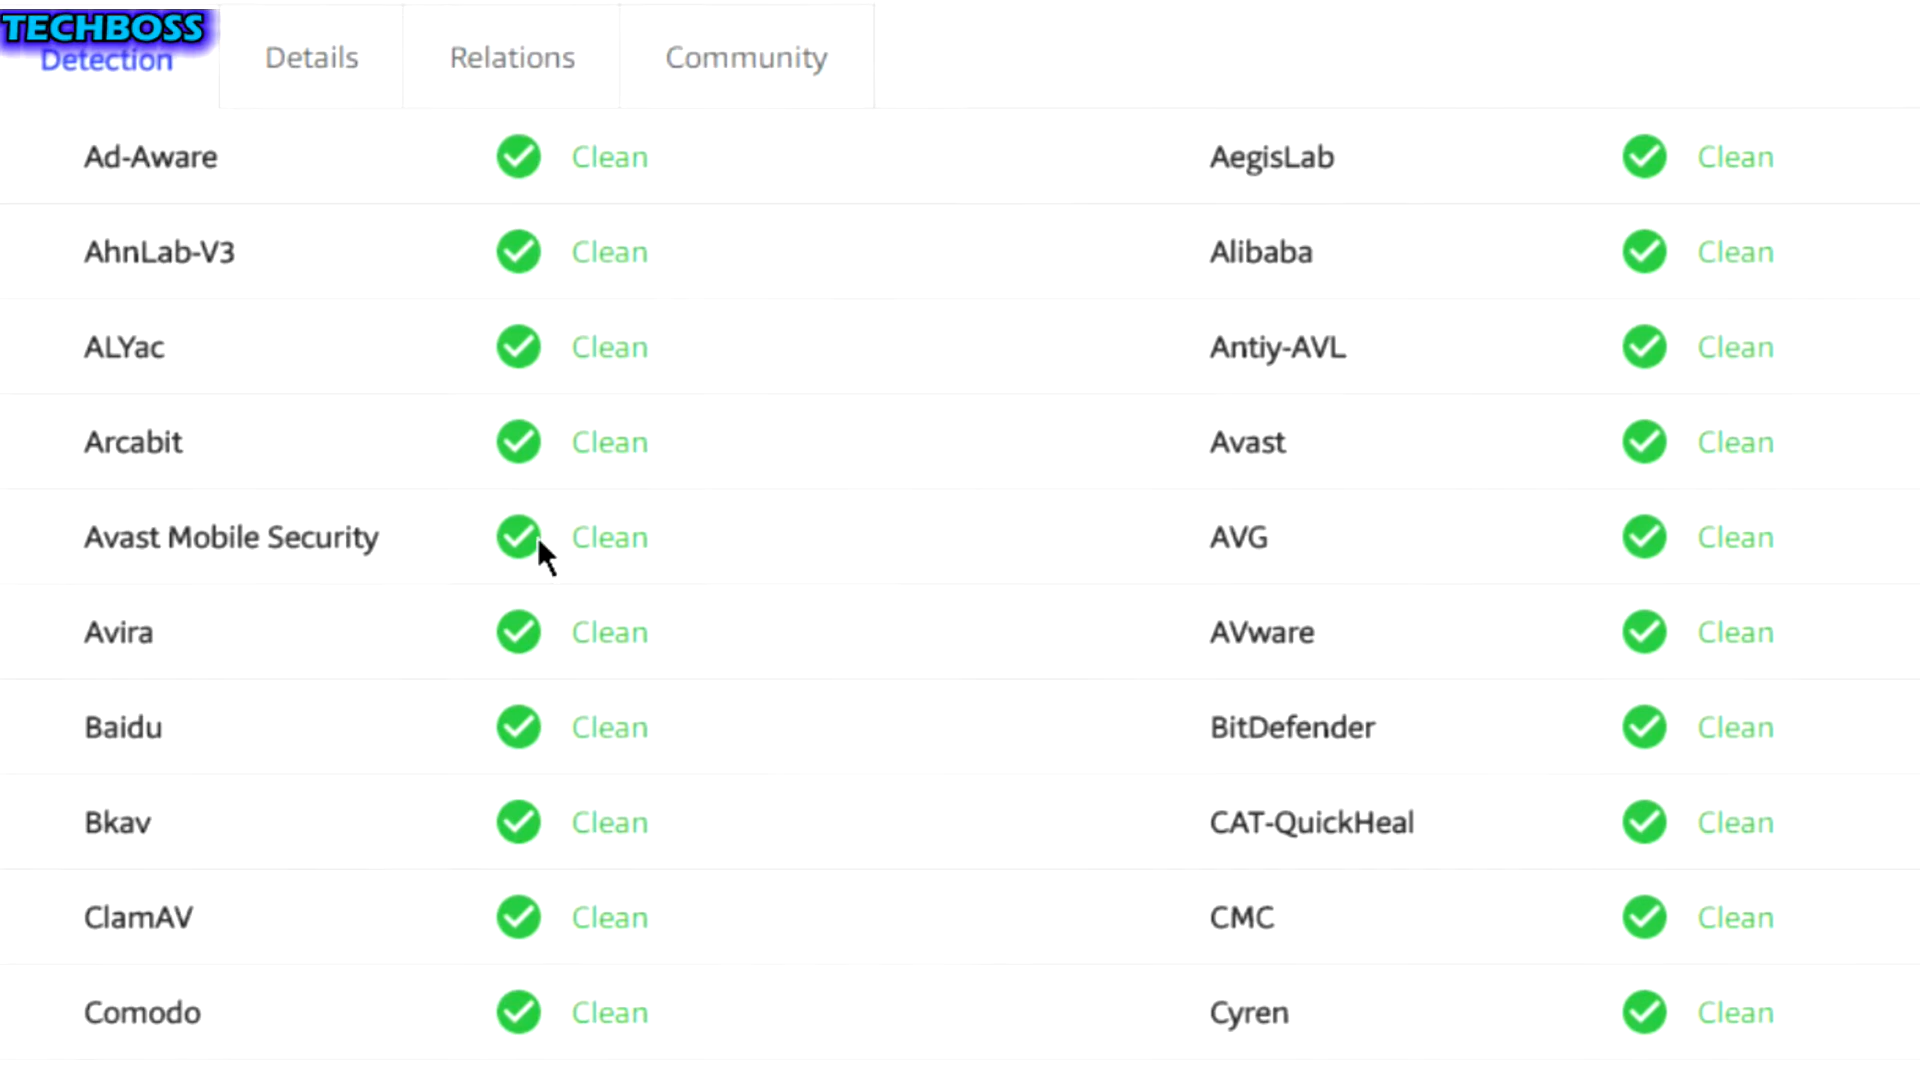 TECHBOSS
Detection Details Relations Community
Ad-Aware Clean AegisLab Clean
AhnLab-V3 Clean Alibaba Clean
ALYac Clean Antiy-AVL Clean
Arcabit Clean Avast Clean
Avast Mobile Security Clean AVG Clean
Avira Clean AVware Clean
Baidu Clean BitDefender Clean
Bkav Clean CAT-QuickHeal Clean
ClamAV Clean CMC Clean
Comodo Clean Cyren Clean